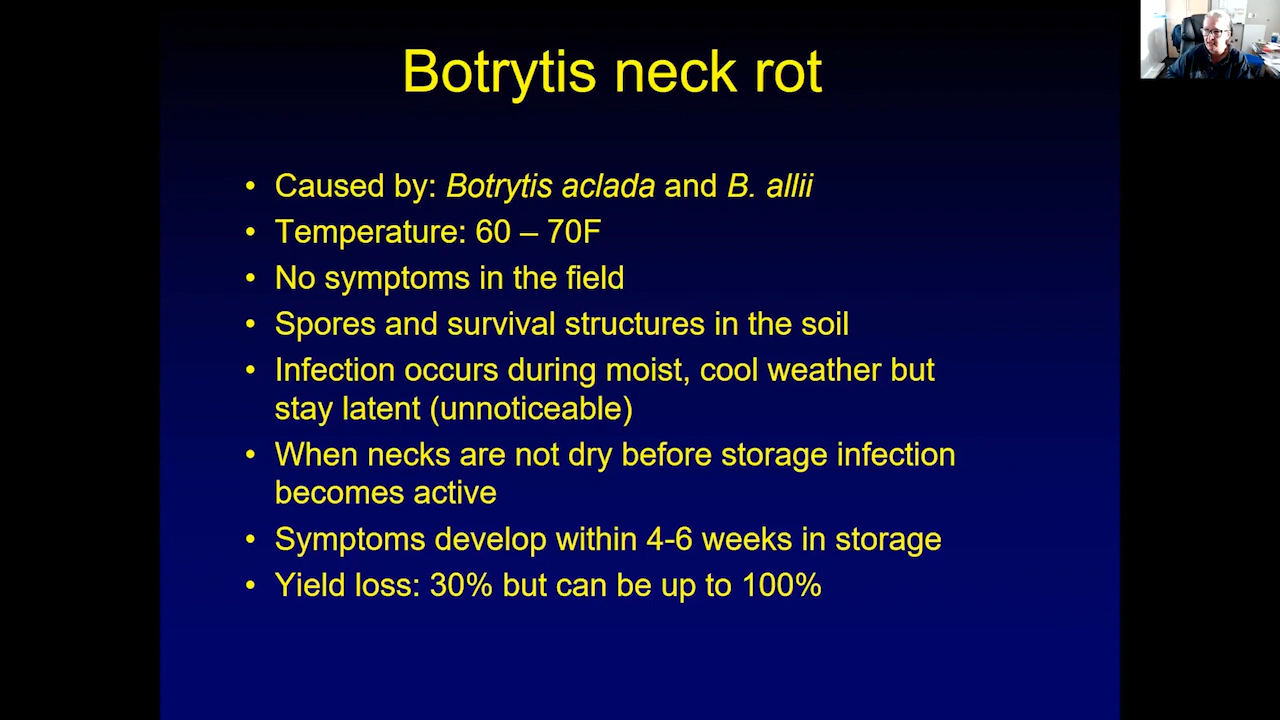 Botrytis neck rot
• Caused by: Botrytis aclada and B. allii
• Temperature: 60 – 70F
• No symptoms in the field
• Spores and survival structures in the soil
• Infection occurs during moist, cool weather but
stay latent (unnoticeable)
• When necks are not dry before storage infection
becomes active
• Symptoms develop within 4-6 weeks in storage
• Yield loss: 30% but can be up to 100%